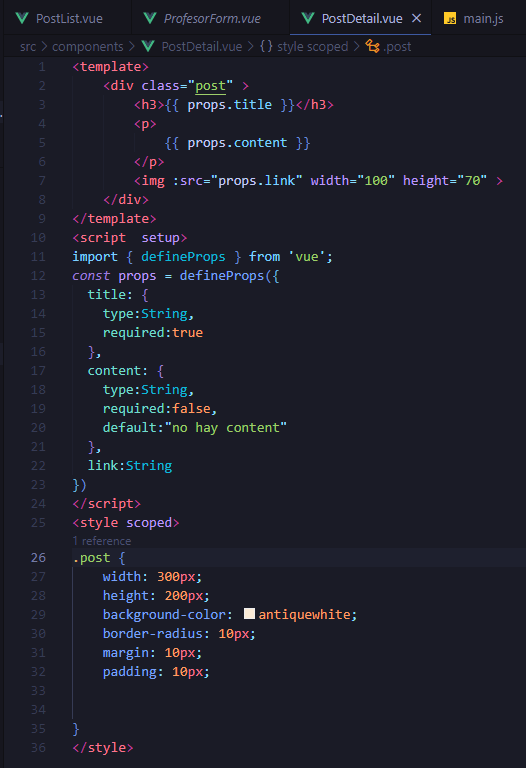 PostList.vue ProfesorForm.vue PostDetail.vue JS main.js
src > components > PostDetail.vue > {} style scoped > .post
1 <template>
2 <div class="post" >
3 <h3>{{ props.title }}</h3>
4 <p>
5 {{ props.content }}
6 </p>
7 <img :src="props.link" width="100" height="70" >
8 </div>
9 </template>
10 <script  setup>
11 import { defineProps } from 'vue';
12 const props = defineProps({
13 title: {
14 type:String,
15 required:true
16 },
17 content: {
18 type:String,
19 required:false,
20 default:"no hay content"
21 },
22 link:String
23 })
24 </script>
25 <style scoped>
1 reference
26 .post {
27 width: 300px;
28 height: 200px;
29 background-color: antiquewhite;
30 border-radius: 10px;
31 margin: 10px;
32 padding: 10px;
33
34
35 }
36 </style>